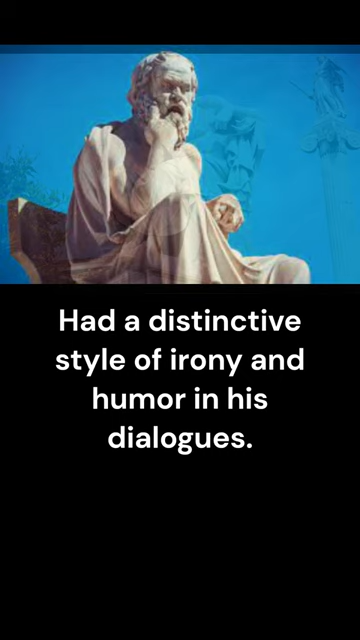 Had a distinctive
style of irony and
humor in his
dialogues.